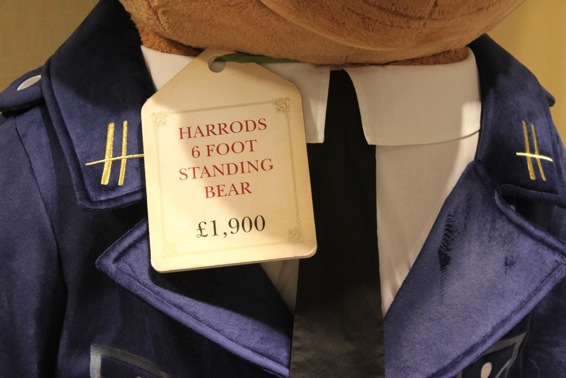 HARRODS
6 FOOT
STANDING
BEAR
£1,900